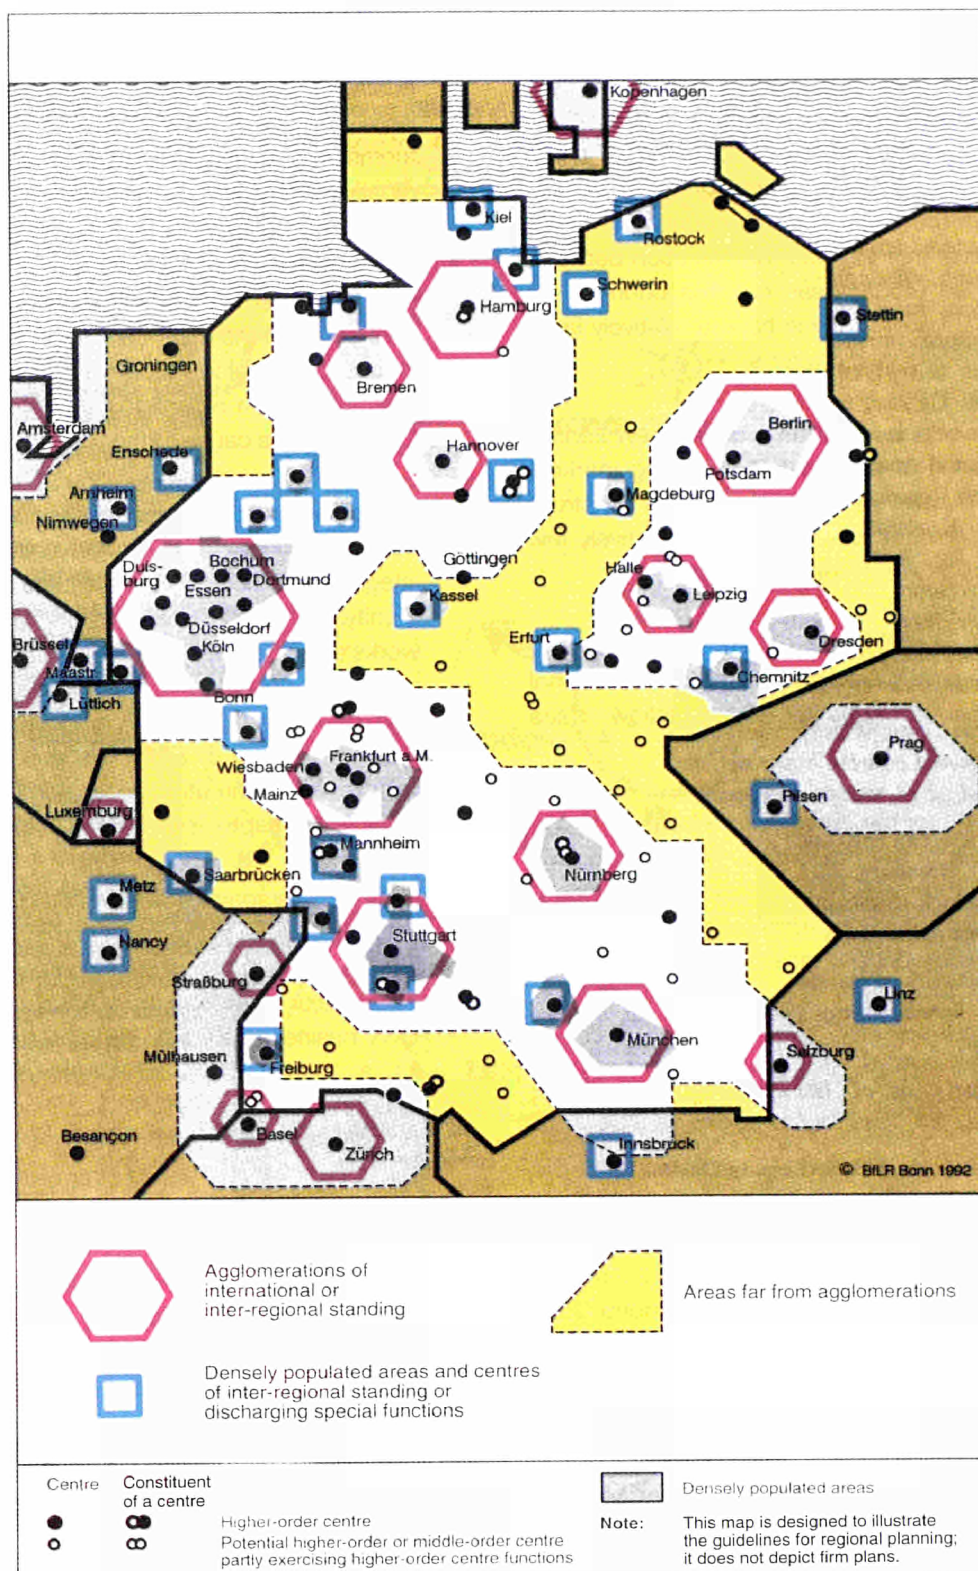 Kopenhagen
Kiel
Rostock
Schwerin
Hamburg
Stettin
Groningen
Bremen
Amsterdam
Berlin
Hannover
Enschede
Potsdam
Magdeburg
Arnheim
Nimwegen
Göttingen
Bochum
Duis-
burg
Dortmund
Essen
Halle
Leipzig
Kassel
Düsseldorf
Erfurt
Dresden
Köln
Brüssel
Maastr.
Chemnitz
Lüttich
Bonn
Prag
Frankfurt a.M.
Wiesbaden
Mainz
Pilsen
Luxemburg
Mannheim
Nürnberg
Saarbrücken
Metz
Stuttgart
Nancy
Straßburg
Linz
München
Mülhausen
Freiburg
Salzburg
Basel
Besançon
Zürich
Innsbruck
© BfLR Bonn 1992
Agglomerations of
international or
inter-regional standing
Areas far from agglomerations
Densely populated areas and centres
of inter-regional standing or
discharging special functions
Centre
Constituent
of a centre
Higher-order centre
Potential higher-order or middle-order centre
partly exercising higher-order centre functions
Densely populated areas
Note:
This map is designed to illustrate
the guidelines for regional planning;
it does not depict firm plans.